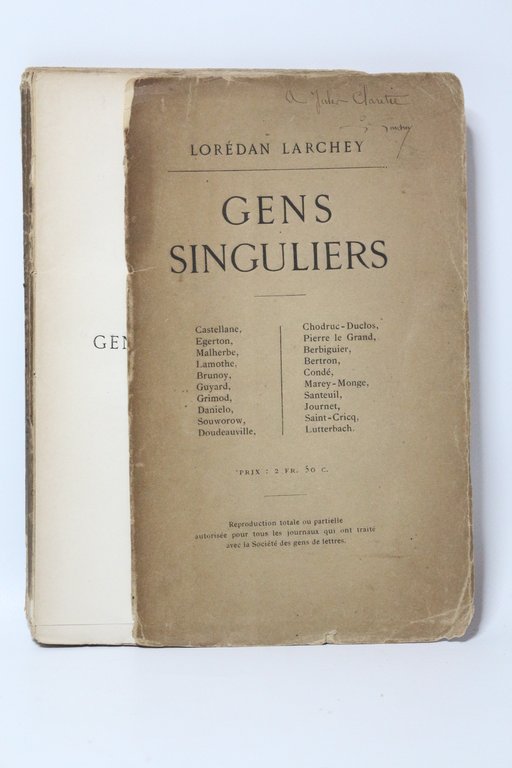 A Jules Claretie
LORÉDAN LARCHEY
GENS
SINGULIERS
Castellane,
Egerton,
Malherbe,
Lamothe,
Brunoy,
Guyard,
Grimod,
Danielo,
Souworow,
Doudeauville,
Chodruc-Duclos,
Pierre le Grand,
Berbiguier,
Bertron,
Condé,
Marey-Monge,
Santeuil,
Journet,
Saint-Cricq,
Lutterbach.
PRIX : 2 FR. 50 C.
Reproduction totale ou partielle
autorisée pour tous les journaux qui ont traité
avec la Société des gens de lettres.
GEN